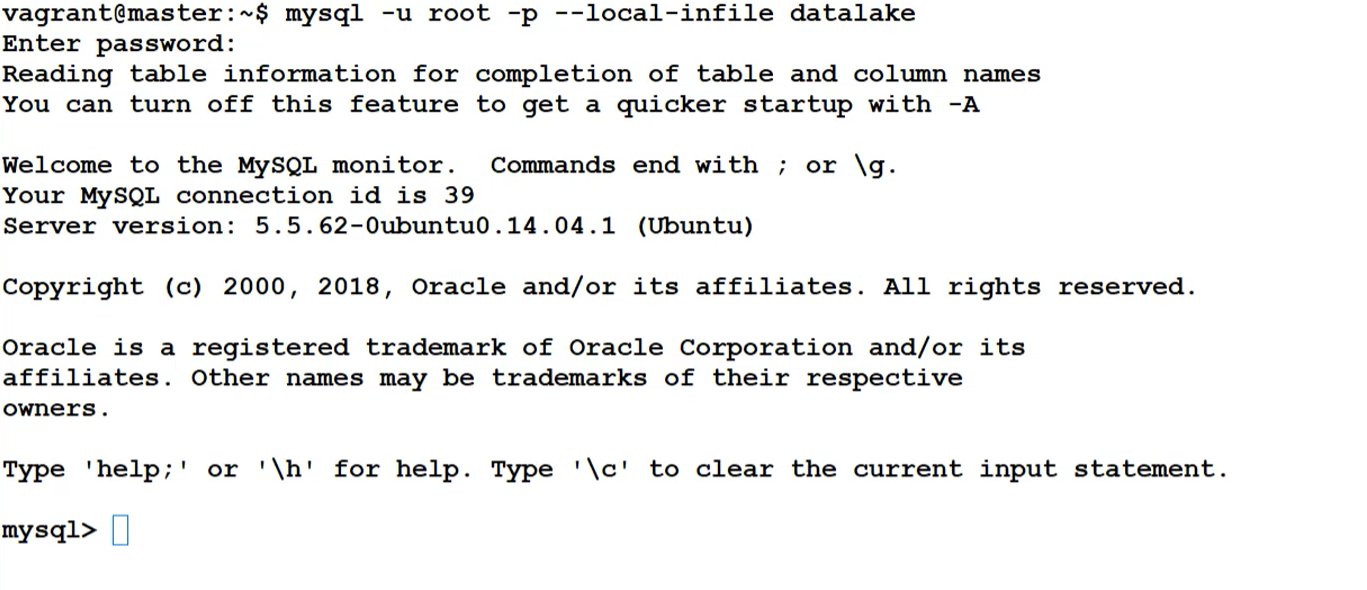 vagrant@master:~$ mysql -u root -p --local-infile datalake
Enter password:
Reading table information for completion of table and column names
You can turn off this feature to get a quicker startup with -A
Welcome to the MySQL monitor.  Commands end with ; or \g.
Your MySQL connection id is 39
Server version: 5.5.62-0ubuntu0.14.04.1 (Ubuntu)
Copyright (c) 2000, 2018, Oracle and/or its affiliates. All rights reserved.
Oracle is a registered trademark of Oracle Corporation and/or its
affiliates. Other names may be trademarks of their respective
owners.
Type 'help;' or '\h' for help. Type '\c' to clear the current input statement.
mysql>